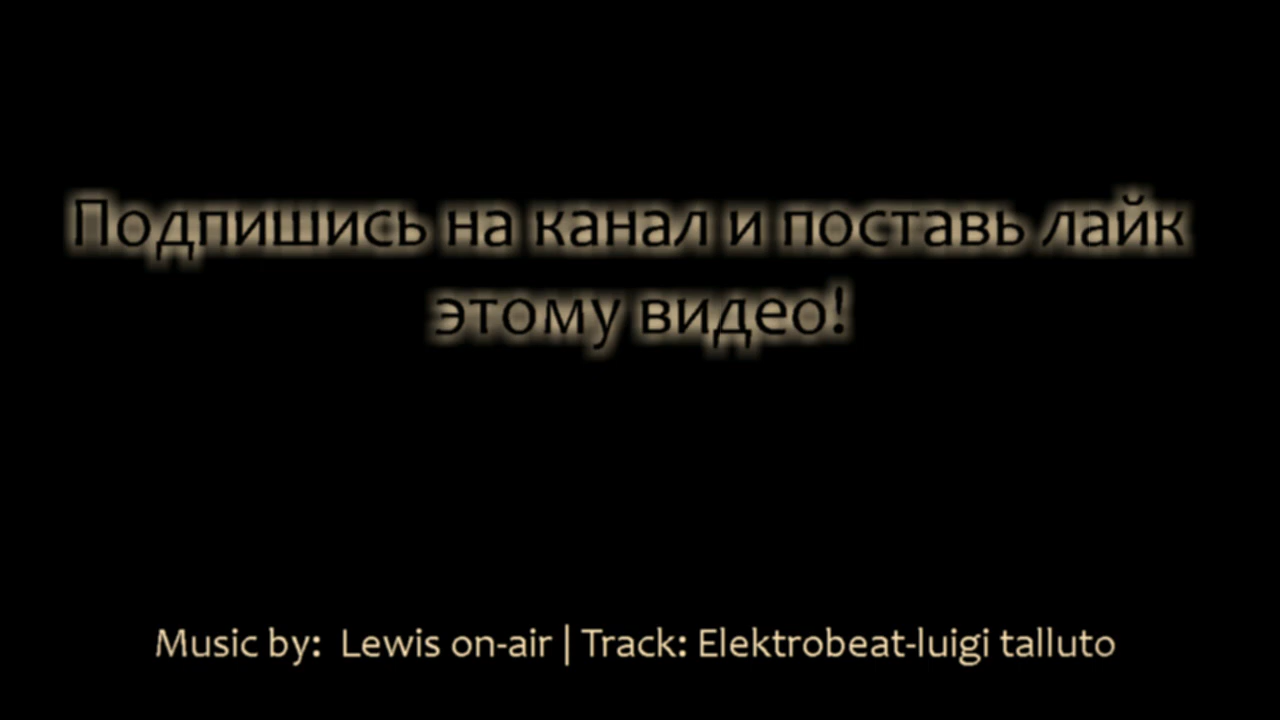 Подпишись на канал и поставь лайк
этому видео!
Music by: Lewis on-air | Track: Elektrobeat-luigi talluto